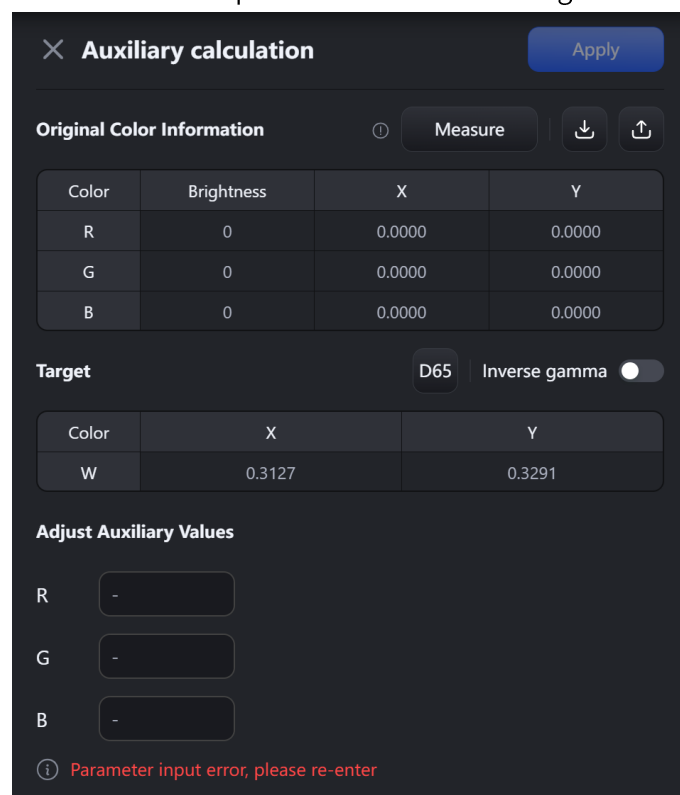 Auxiliary calculation Apply
Original Color Information Measure
Color Brightness X Y
R 0 0.0000 0.0000
G 0 0.0000 0.0000
B 0 0.0000 0.0000
Target D65 Inverse gamma
Color X Y
W 0.3127 0.3291
Adjust Auxiliary Values
R -
G -
B -
Parameter input error, please re-enter